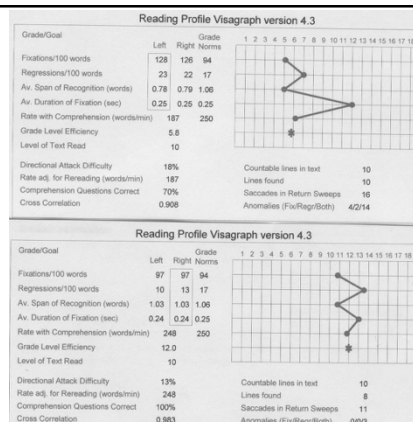 Reading Profile Visagraph version 4.3
Grade/Goal Left Right Grade Norms 1 2 3 4 5 6 7 8 9 10 11 12 13 14 15 16 17 18
Fixations/100 words 128 126 94
Regressions/100 words 23 22 17
Av. Span of Recognition (words) 0.78 0.79 1.06
Av. Duration of Fixation (sec) 0.25 0.25 0.25
Rate with Comprehension (words/min) 187 250
Grade Level Efficiency 5.8
Level of Text Read 10
Directional Attack Difficulty 18% Countable lines in text 10
Rate adj. for Rereading (words/min) 187 Lines found 10
Comprehension Questions Correct 70% Saccades in Return Sweeps 16
Cross Correlation 0.908 Anomalies (Fix/Regr/Both) 4/2/14
Reading Profile Visagraph version 4.3
Grade/Goal Left Right Grade Norms 1 2 3 4 5 6 7 8 9 10 11 12 13 14 15 16 17 18
Fixations/100 words 97 97 94
Regressions/100 words 10 13 17
Av. Span of Recognition (words) 1.03 1.03 1.06
Av. Duration of Fixation (sec) 0.24 0.24 0.25
Rate with Comprehension (words/min) 248 250
Grade Level Efficiency 12.0
Level of Text Read 10
Directional Attack Difficulty 13% Countable lines in text 10
Rate adj. for Rereading (words/min) 248 Lines found 8
Comprehension Questions Correct 100% Saccades in Return Sweeps 11
Cross Correlation 0.983 Anomalies (Fix/Regr/Both)